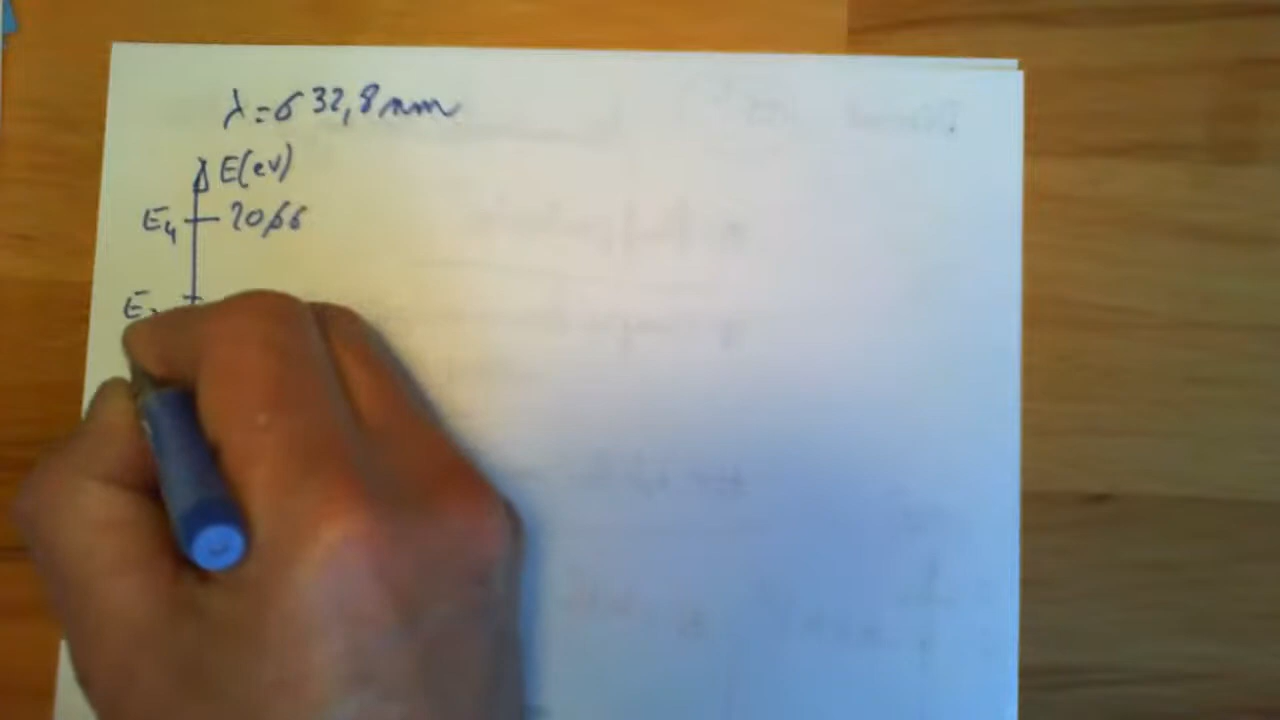 λ = 632,8 nm
E(eV)
E4 20,66
E